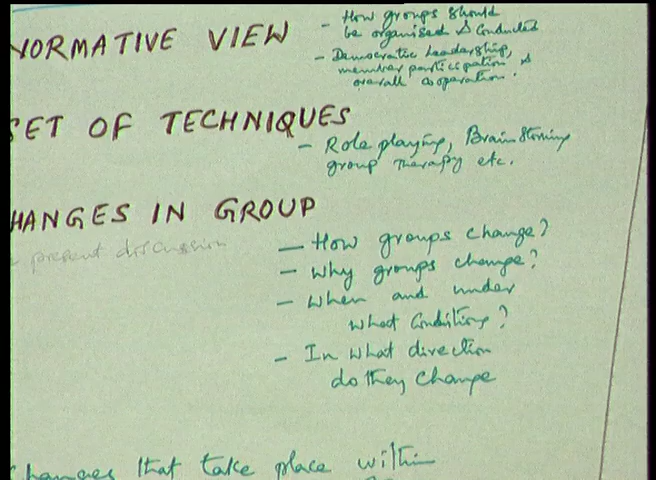 NORMATIVE VIEW
- How groups should
be organised & Conducted
- Democratic Leadership,
member participation &
overall cooperation.
SET OF TECHNIQUES
- Role playing, Brain Storming
group Therapy etc.
HANGES IN GROUP
present discussion
- How groups change?
- Why groups change?
- When and under
what Conditions?
- In what direction
do they Change
hanges that take place within